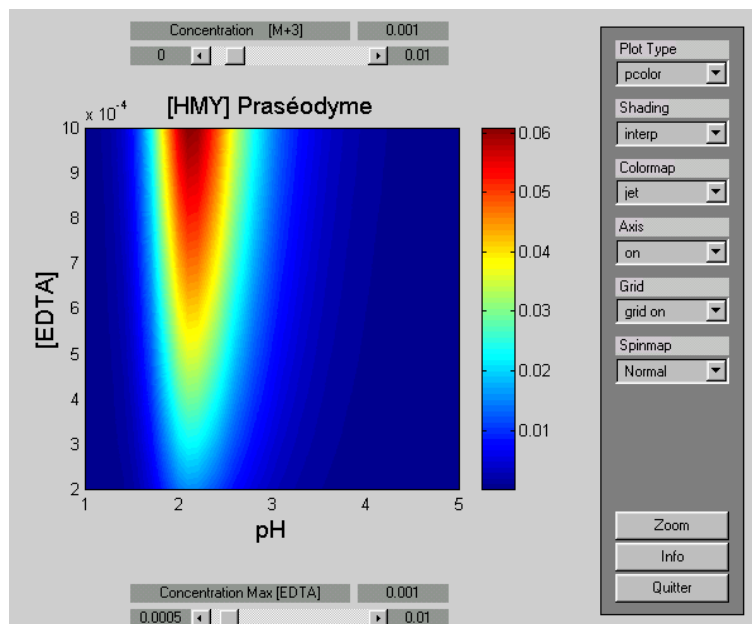 Concentration [M+3] 0.001
0 0.01
x 10⁻⁴
[HMY] Praséodyme
10
9
8
7
6
5
4
3
2
[EDTA]
1 2 3 4 5
pH
0.06
0.05
0.04
0.03
0.02
0.01
Concentration Max [EDTA] 0.001
0.0005 0.01
Plot Type
pcolor
Shading
interp
Colormap
jet
Axis
on
Grid
grid on
Spinmap
Normal
Zoom
Info
Quitter